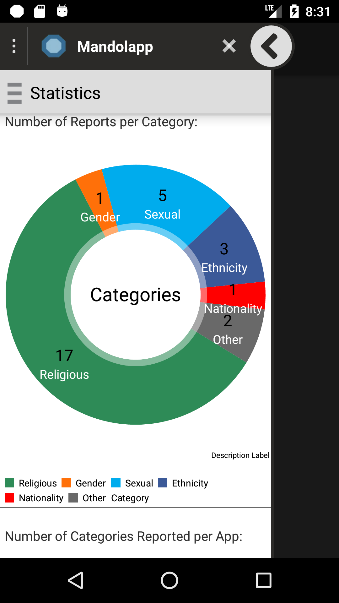 LTE 8:31
Mandolapp
Statistics
Number of Reports per Category:
1
Gender
5
Sexual
3
Ethnicity
1
Nationality
2
Other
Categories
17
Religious
Description Label
Religious Gender Sexual Ethnicity
Nationality Other Category
Number of Categories Reported per App: